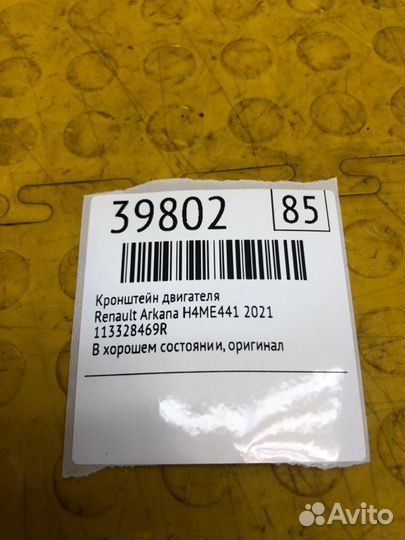 39802 85
Кронштейн двигателя
Renault Arkana H4ME441 2021
113328469R
В хорошем состоянии, оригинал
Avito